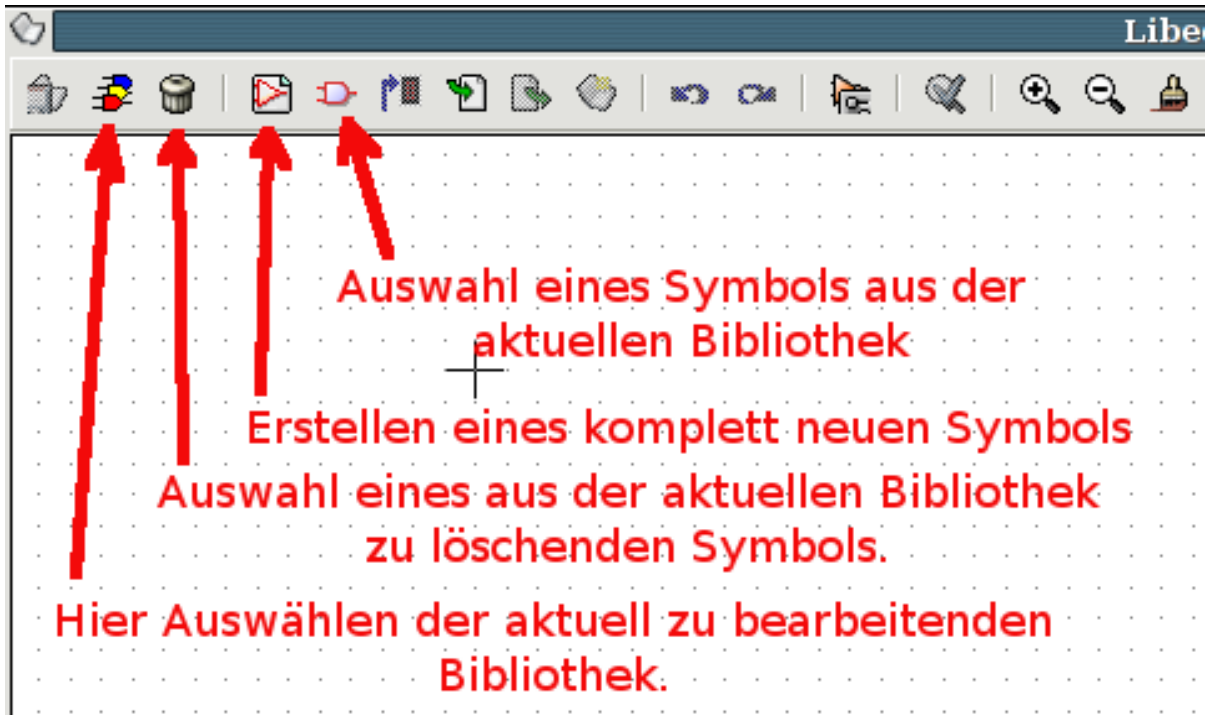 Auswahl eines Symbols aus der
aktuellen Bibliothek
Erstellen eines komplett neuen Symbols
Auswahl eines aus der aktuellen Bibliothek
zu löschenden Symbols.
Hier Auswählen der aktuell zu bearbeitenden
Bibliothek.